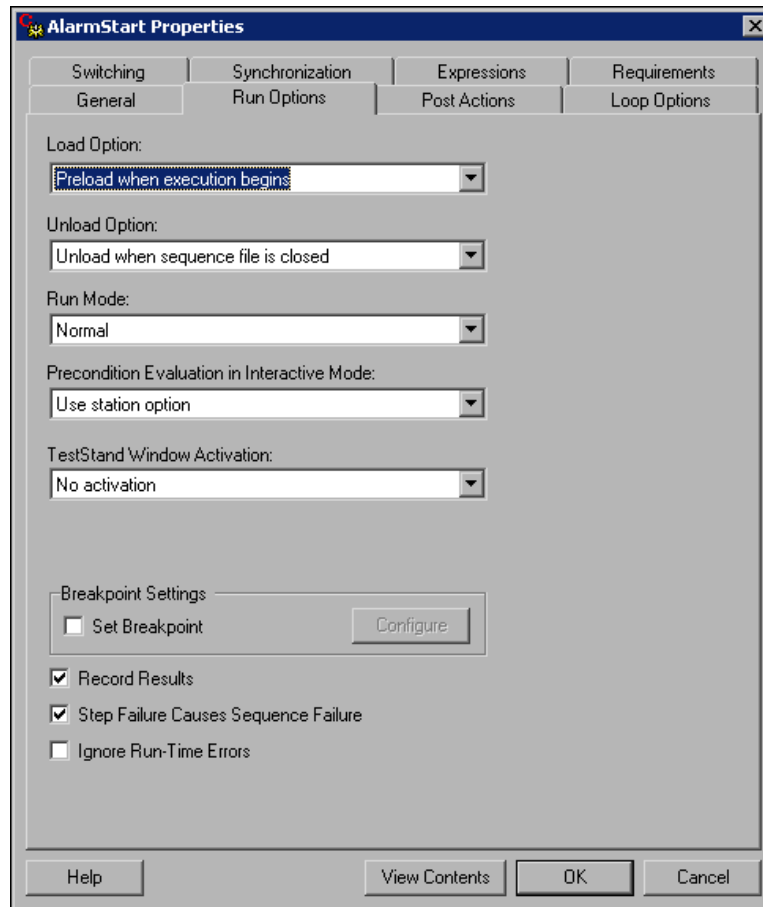 AlarmStart Properties
Switching Synchronization Expressions Requirements
General Run Options Post Actions Loop Options
Load Option:
Preload when execution begins
Unload Option:
Unload when sequence file is closed
Run Mode:
Normal
Precondition Evaluation in Interactive Mode:
Use station option
TestStand Window Activation:
No activation
Breakpoint Settings
Set Breakpoint Configure
Record Results
Step Failure Causes Sequence Failure
Ignore Run-Time Errors
Help View Contents OK Cancel